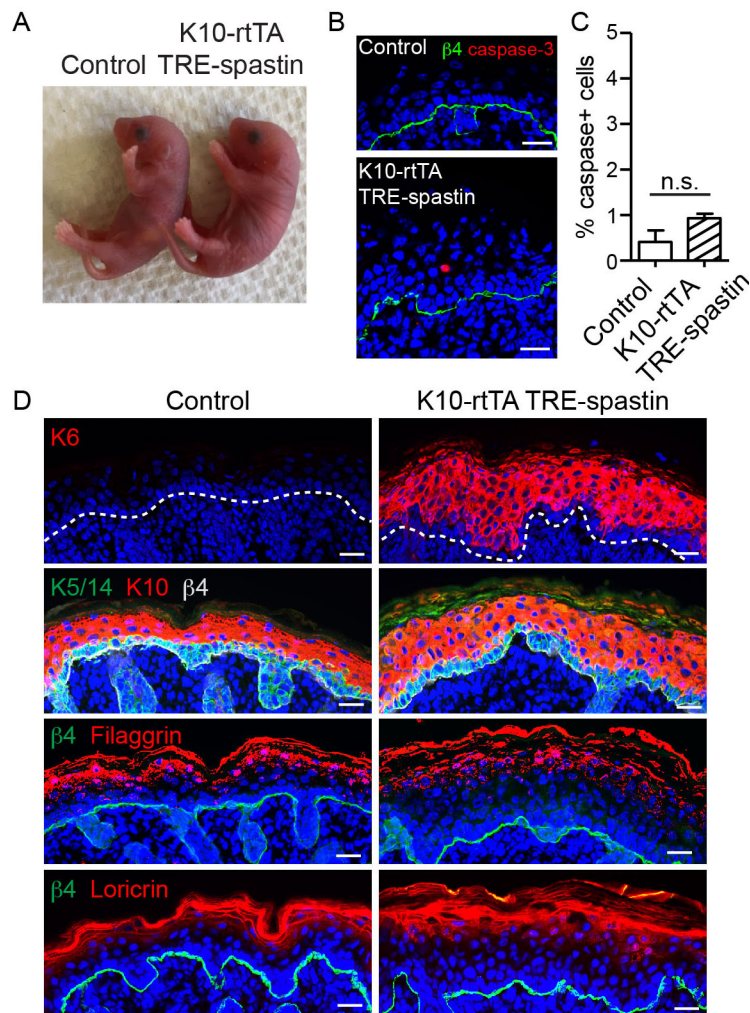 A
Control
K10-rtTA
TRE-spastin
B
Control β4 caspase-3
K10-rtTA
TRE-spastin
C
% caspase+ cells
5
4
3
2
1
0
n.s.
Control
K10-rtTA
TRE-spastin
D
Control
K10-rtTA TRE-spastin
K6
K5/14 K10 β4
β4 Filaggrin
β4 Loricrin